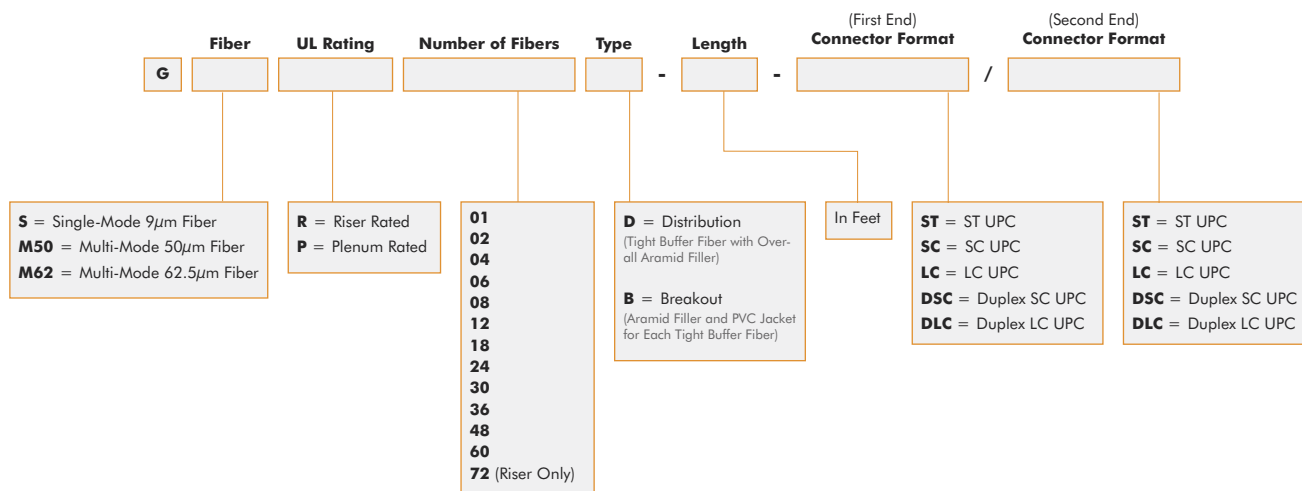 (First End)
(Second End)
Fiber UL Rating Number of Fibers Type Length Connector Format Connector Format
G - - /
S = Single-Mode 9µm Fiber
M50 = Multi-Mode 50µm Fiber
M62 = Multi-Mode 62.5µm Fiber
R = Riser Rated
P = Plenum Rated
01
02
04
06
08
12
18
24
30
36
48
60
72 (Riser Only)
D = Distribution
(Tight Buffer Fiber with Over-
all Aramid Filler)
B = Breakout
(Aramid Filler and PVC Jacket
for Each Tight Buffer Fiber)
In Feet
ST = ST UPC
SC = SC UPC
LC = LC UPC
DSC = Duplex SC UPC
DLC = Duplex LC UPC
ST = ST UPC
SC = SC UPC
LC = LC UPC
DSC = Duplex SC UPC
DLC = Duplex LC UPC